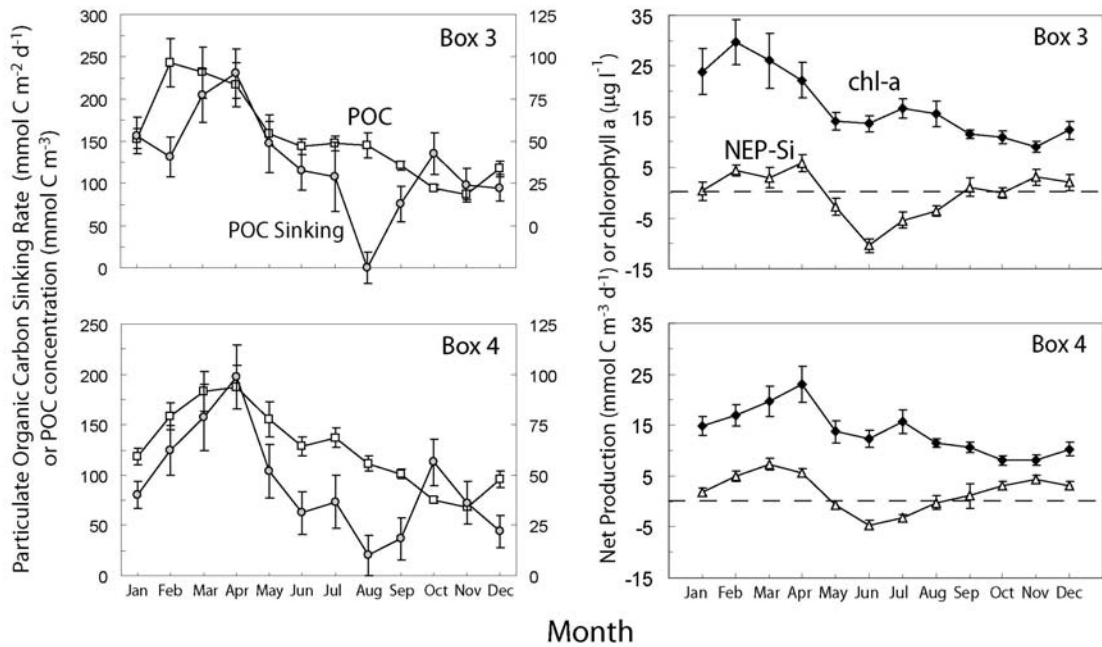 Particulate Organic Carbon Sinking Rate (mmol C m⁻² d⁻¹)
or POC concentration (mmol C m⁻³)
300
250
200
150
100
50
0
125
100
75
50
25
0
Box 3
POC
POC Sinking
250
200
150
100
50
0
125
100
75
50
25
0
Box 4
Jan Feb Mar Apr May Jun Jul Aug Sep Oct Nov Dec
Net Production (mmol C m⁻³ d⁻¹) or chlorophyll a (µg l⁻¹)
35
25
15
5
-5
-15
Box 3
chl-a
NEP-Si
35
25
15
5
-5
-15
Box 4
Jan Feb Mar Apr May Jun Jul Aug Sep Oct Nov Dec
Month